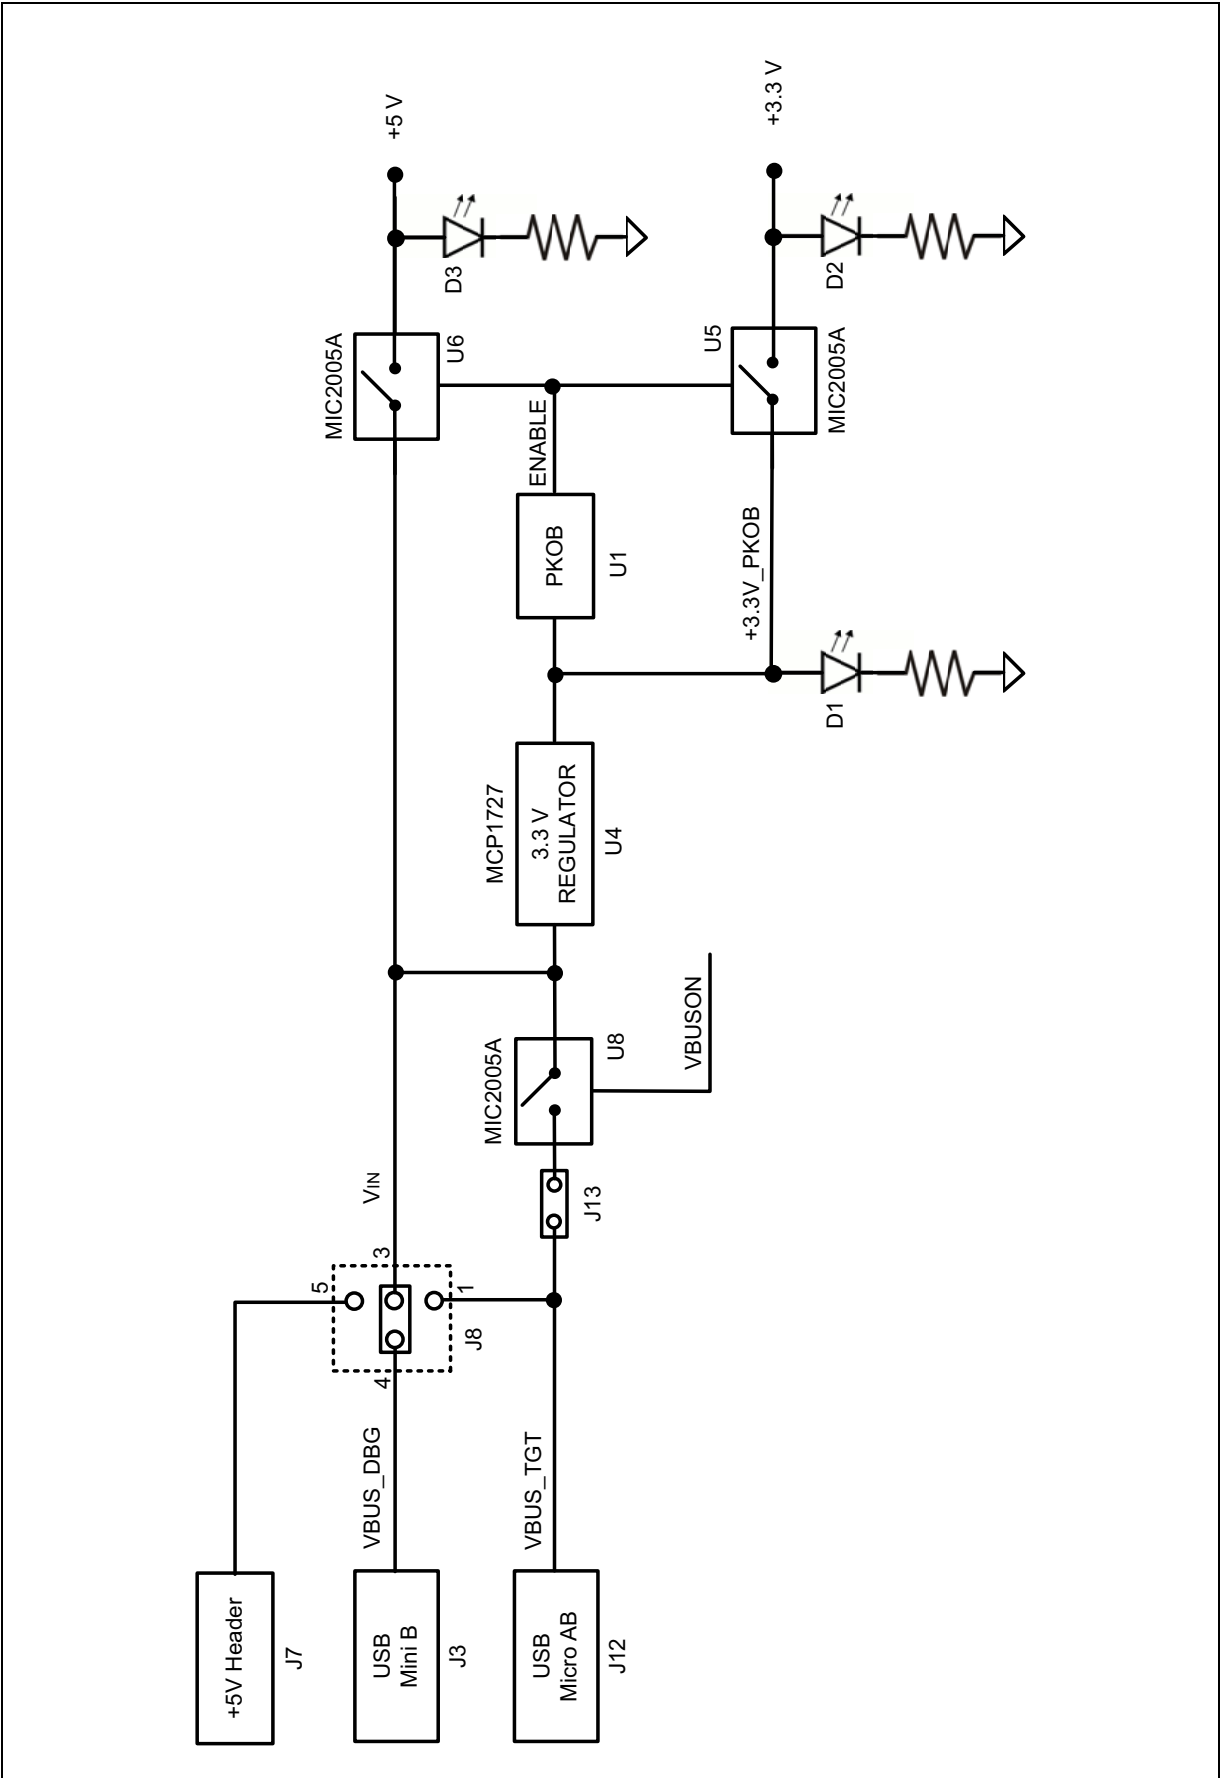 +5V Header
J7
USB
Mini B
J3
USB
Micro AB
J12
VBUS_DBG
VBUS_TGT
5
4
3
1
J8
VIN
J13
MIC2005A
U8
VBUSON
MCP1727
3.3 V
REGULATOR
U4
PKOB
U1
ENABLE
+3.3V_PKOB
D1
MIC2005A
U6
D3
+5 V
U5
MIC2005A
D2
+3.3 V